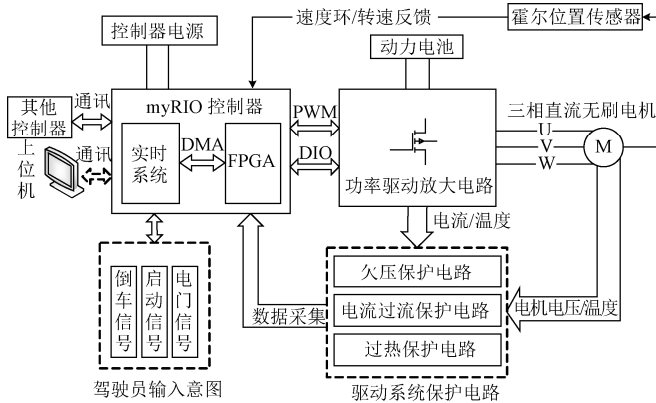 控制器电源
速度环/转速反馈
霍尔位置传感器
动力电池
其他
控制器
通讯
myRIO 控制器
PWM
三相直流无刷电机
上位机
通讯
实时
系统
DMA
FPGA
DIO
U
V
W
M
功率驱动放大电路
电流/温度
倒车信号
启动信号
电门信号
数据采集
欠压保护电路
电流过流保护电路
过热保护电路
电机电压/温度
驾驶员输入意图
驱动系统保护电路